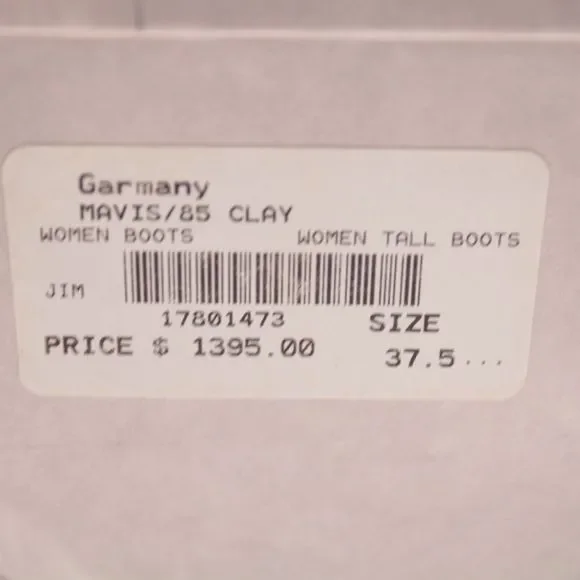 Garmany
MAVIS/85 CLAY
WOMEN BOOTS WOMEN TALL BOOTS
JIM
17801473 SIZE
PRICE $ 1395.00 37.5...